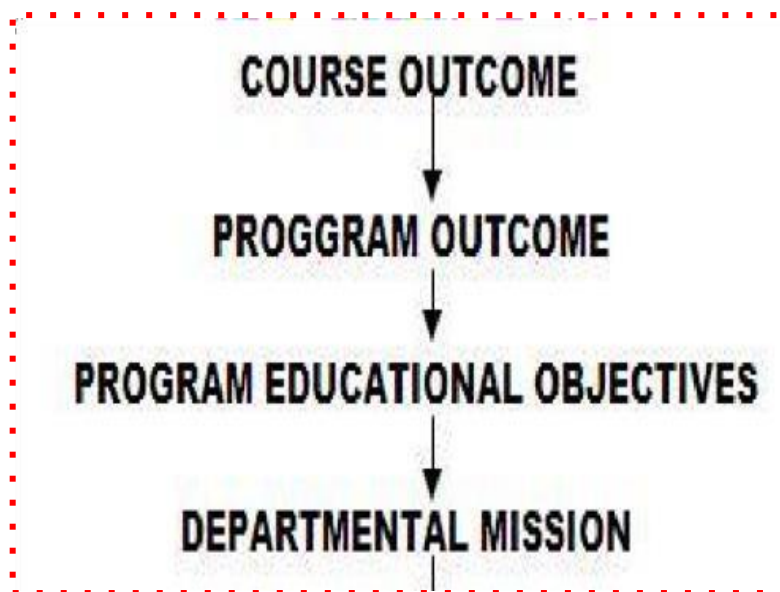 COURSE OUTCOME
PROGGRAM OUTCOME
PROGRAM EDUCATIONAL OBJECTIVES
DEPARTMENTAL MISSION